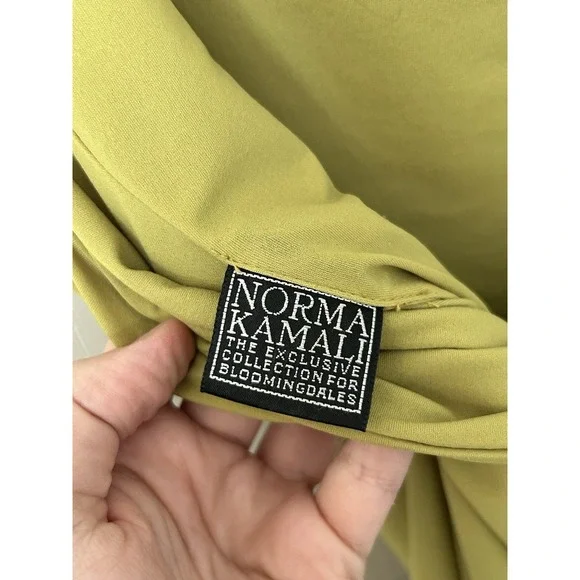 NORMA
KAMALI
THE EXCLUSIVE
COLLECTION FOR
BLOOMINGDALES